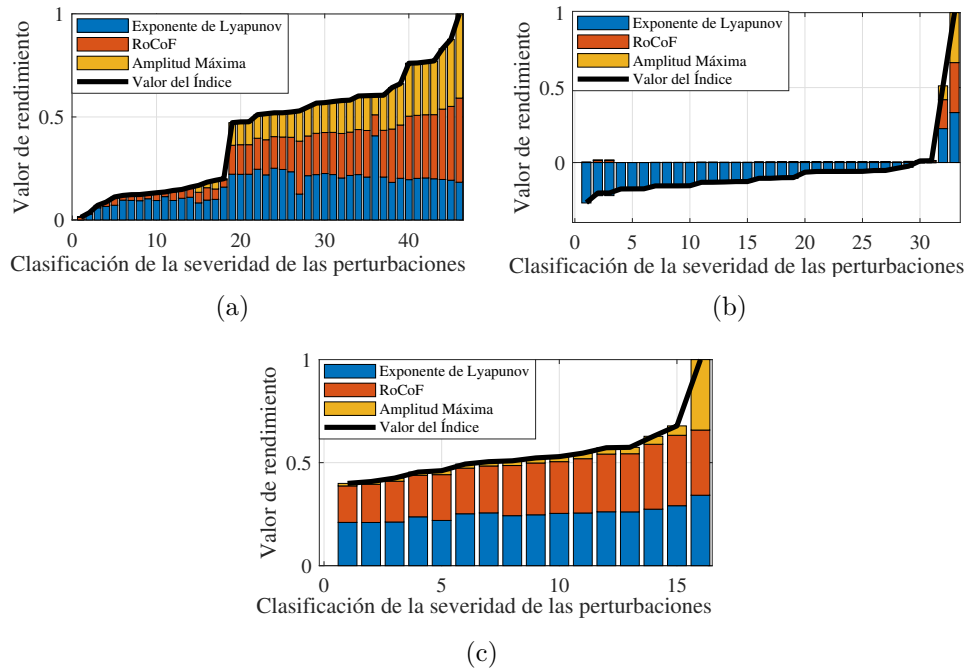 1
0.5
0
Valor de rendimiento
Exponente de Lyapunov
RoCoF
Amplitud Máxima
Valor del Índice
0 10 20 30 40
Clasificación de la severidad de las perturbaciones
(a)
1
0.5
0
Valor de rendimiento
Exponente de Lyapunov
RoCoF
Amplitud Máxima
Valor del Índice
0 5 10 15 20 25 30
Clasificación de la severidad de las perturbaciones
(b)
1
0.5
0
Valor de rendimiento
Exponente de Lyapunov
RoCoF
Amplitud Máxima
Valor del Índice
0 5 10 15
Clasificación de la severidad de las perturbaciones
(c)